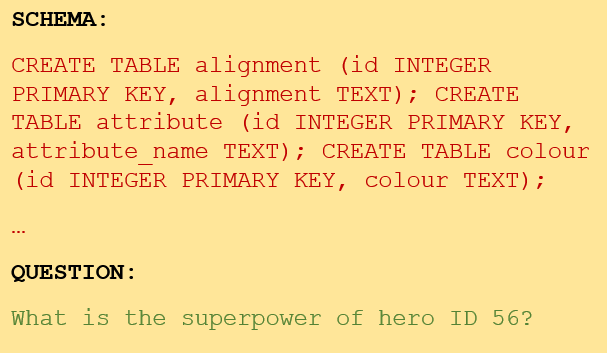 SCHEMA:
CREATE TABLE alignment (id INTEGER
PRIMARY KEY, alignment TEXT); CREATE
TABLE attribute (id INTEGER PRIMARY KEY,
attribute_name TEXT); CREATE TABLE colour
(id INTEGER PRIMARY KEY, colour TEXT);
…
QUESTION:
What is the superpower of hero ID 56?